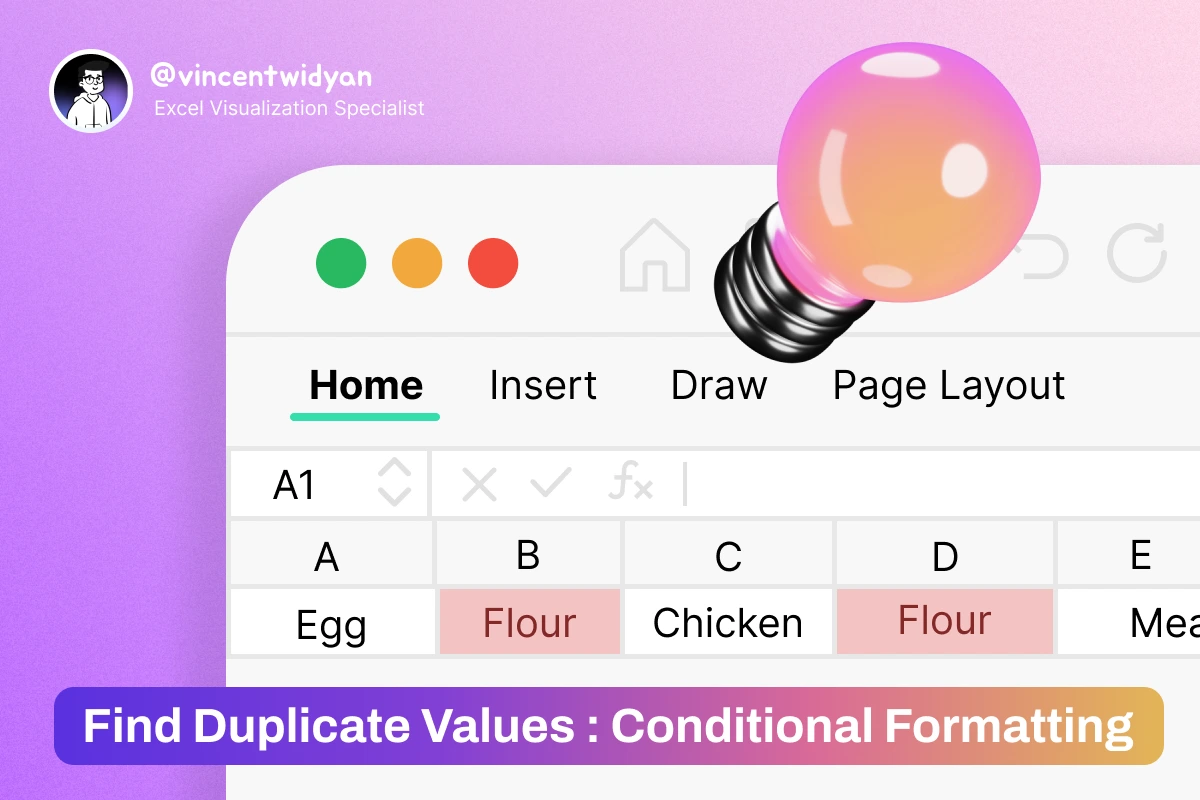 @vincentwidyan
Excel Visualization Specialist
Home Insert Draw Page Layout
A1 fx
A B C D E
Egg Flour Chicken Flour Mea
Find Duplicate Values : Conditional Formatting